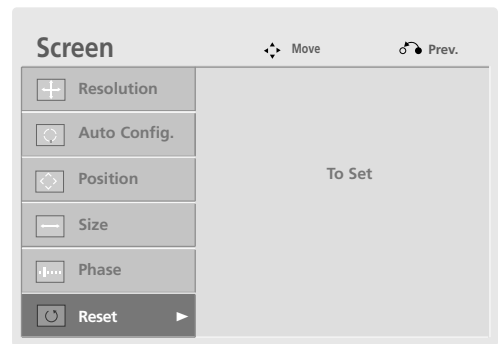 Screen Move Prev.
Resolution
Auto Config.
Position
To Set
Size
Phase
Reset